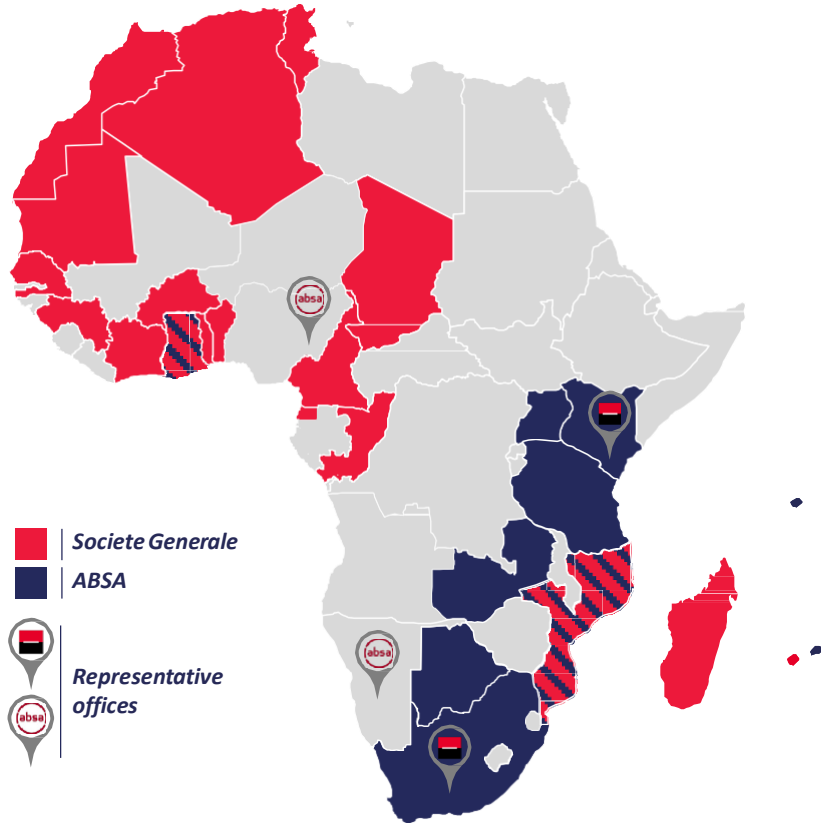 absa
Societe Generale
ABSA
Representative
offices
absa
absa